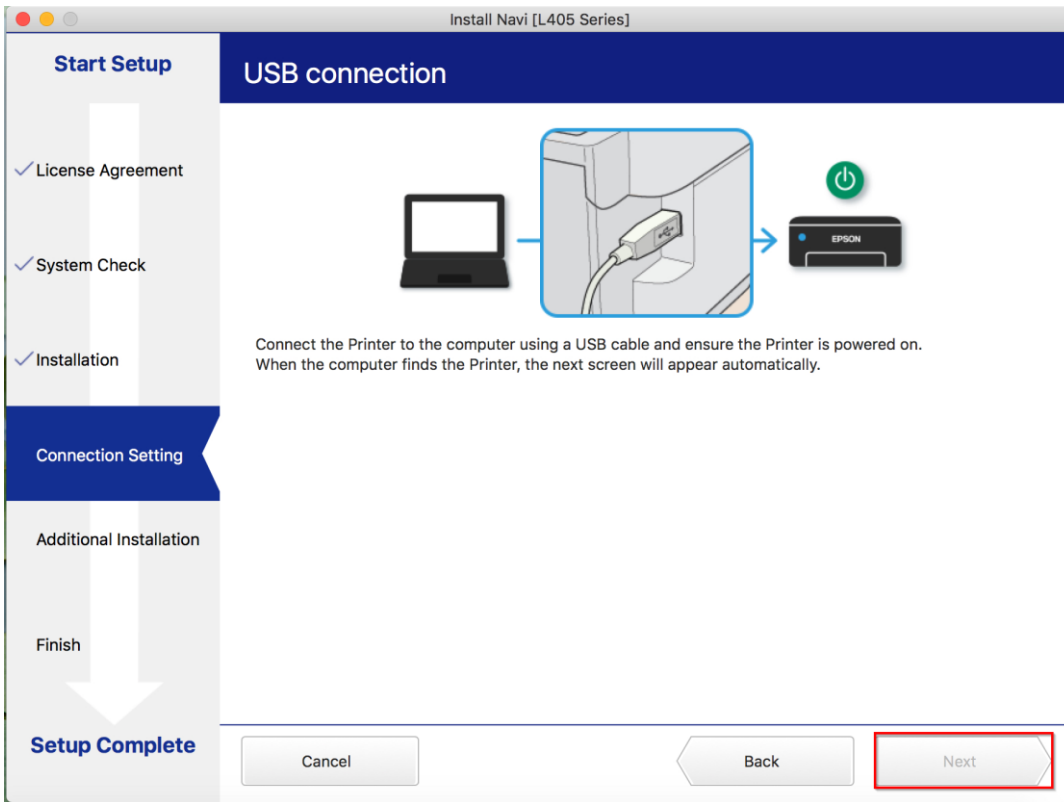 Install Navi [L405 Series]
Start Setup
License Agreement
System Check
Installation
Connection Setting
Additional Installation
Finish
Setup Complete
USB connection
EPSON
Connect the Printer to the computer using a USB cable and ensure the Printer is powered on.
When the computer finds the Printer, the next screen will appear automatically.
Cancel
Back
Next